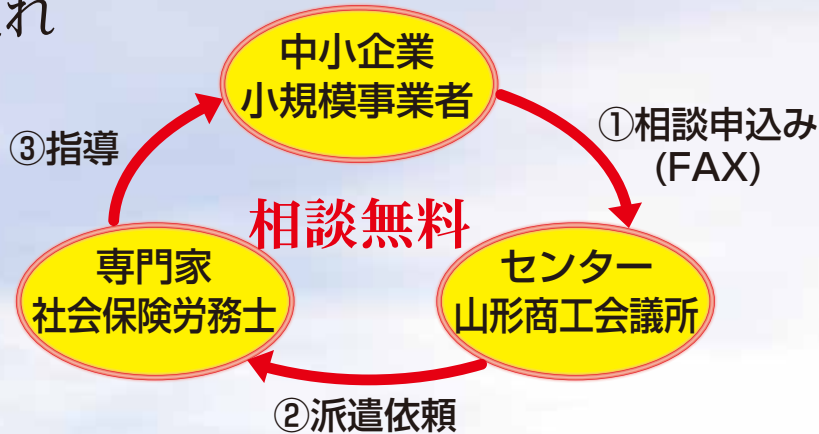 れ
中小企業
小規模事業者
①相談申込み
(FAX)
③指導
相談無料
専門家
社会保険労務士
センター
山形商工会議所
②派遣依頼